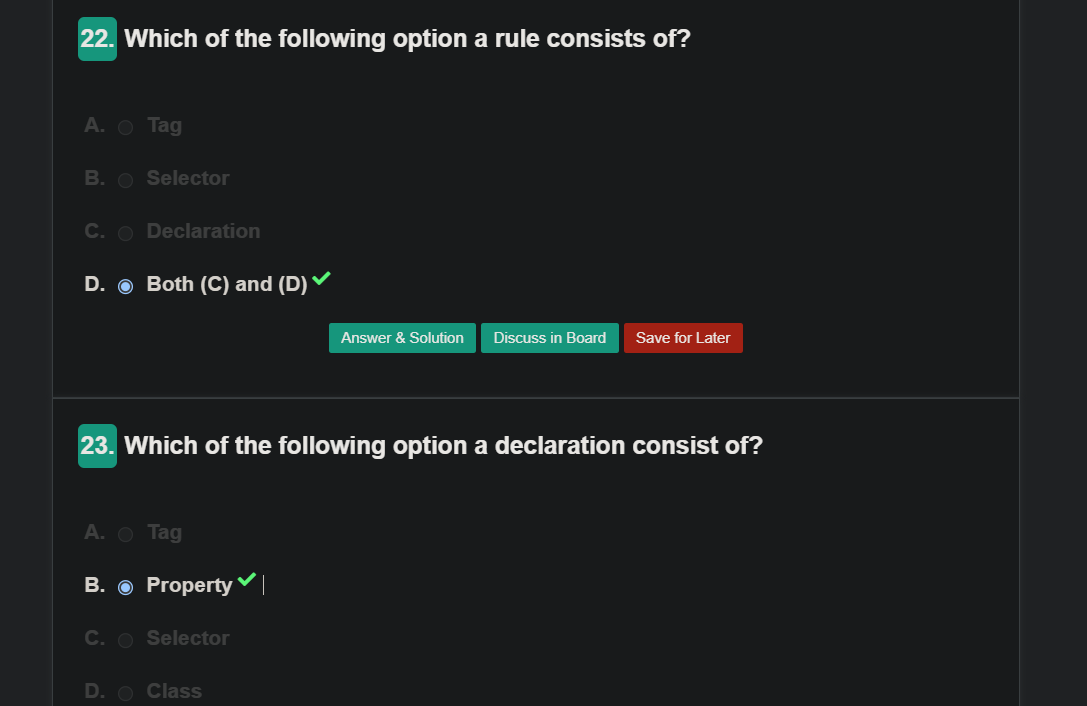 22. Which of the following option a rule consists of?
A. Tag
B. Selector
C. Declaration
D. Both (C) and (D)
Answer & Solution Discuss in Board Save for Later
23. Which of the following option a declaration consist of?
A. Tag
B. Property
C. Selector
D. Class